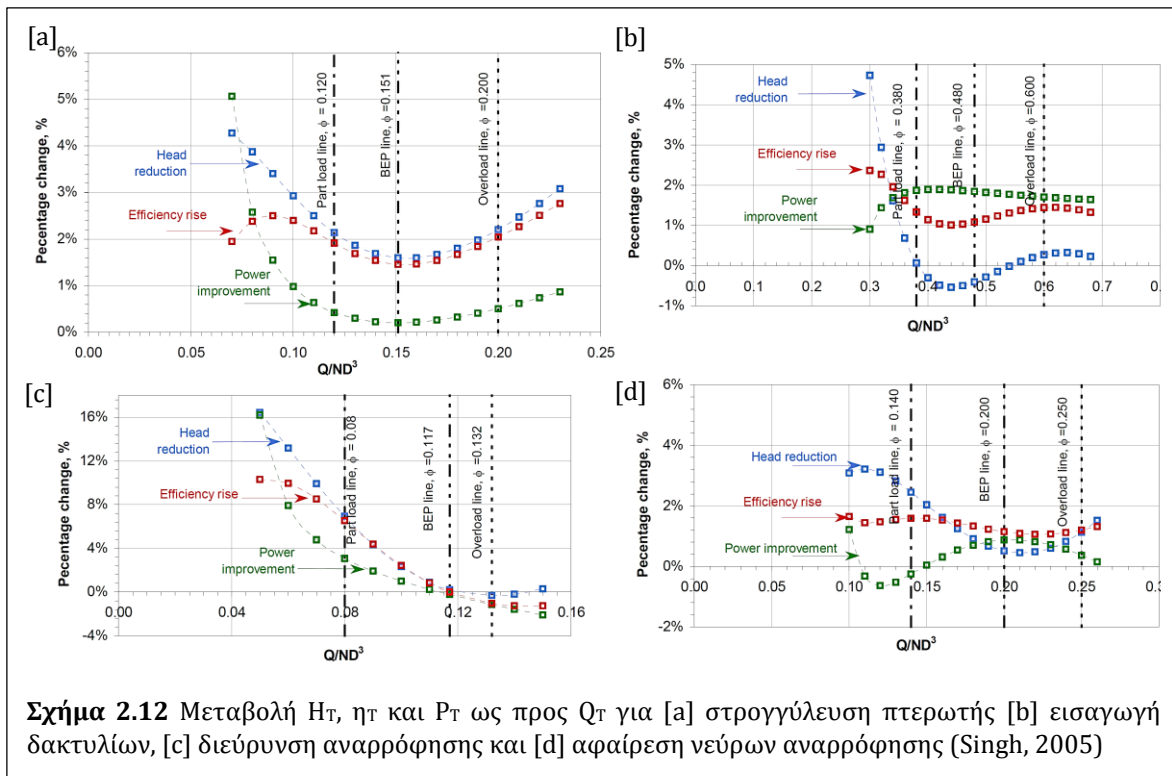 [a]
6%
5%
4%
3%
2%
1%
0%
Pecentage change, %
Head
reduction
Efficiency rise
Power
improvement
Part load line, ϕ = 0.120
BEP line, ϕ =0.151
Overload line, ϕ =0.200
0.00
0.05
0.10
0.15
0.20
0.25
Q/ND³
[b]
5%
4%
3%
2%
1%
0%
-1%
Pecentage change, %
Head
reduction
Efficiency rise
Power
improvement
Part load line, ϕ = 0.380
BEP line, ϕ =0.480
Overload line, ϕ =0.600
0.0
0.1
0.2
0.3
0.4
0.5
0.6
0.7
0.
Q/ND³
[c]
16%
12%
8%
4%
0%
-4%
Pecentage change, %
Head
reduction
Efficiency rise
Power
improvement
Part load line, ϕ = 0.08
BEP line, ϕ =0.117
Overload line, ϕ =0.132
0.00
0.04
0.08
0.12
0.16
Q/ND³
[d]
6%
4%
2%
0%
-2%
Pecentage change, %
Head reduction
Efficiency rise
Power improvement
Part load line, ϕ = 0.140
BEP line, ϕ =0.200
Overload line, ϕ =0.250
0.00
0.05
0.10
0.15
0.20
0.25
0.3
Q/ND³
Σχήμα 2.12 Μεταβολή Hᴛ, ηᴛ και Pᴛ ως προς Qᴛ για [a] στρογγύλευση πτερωτής [b] εισαγωγή
δακτυλίων, [c] διεύρυνση αναρρόφησης και [d] αφαίρεση νεύρων αναρρόφησης (Singh, 2005)